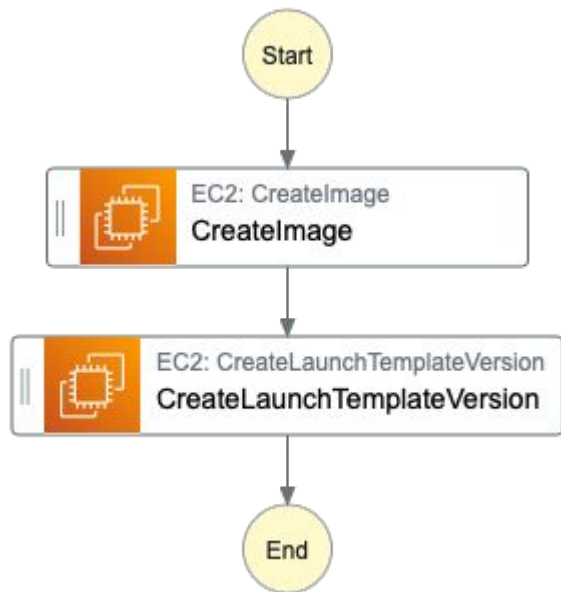 Start
EC2: CreateImage
CreateImage
EC2: CreateLaunchTemplateVersion
CreateLaunchTemplateVersion
End